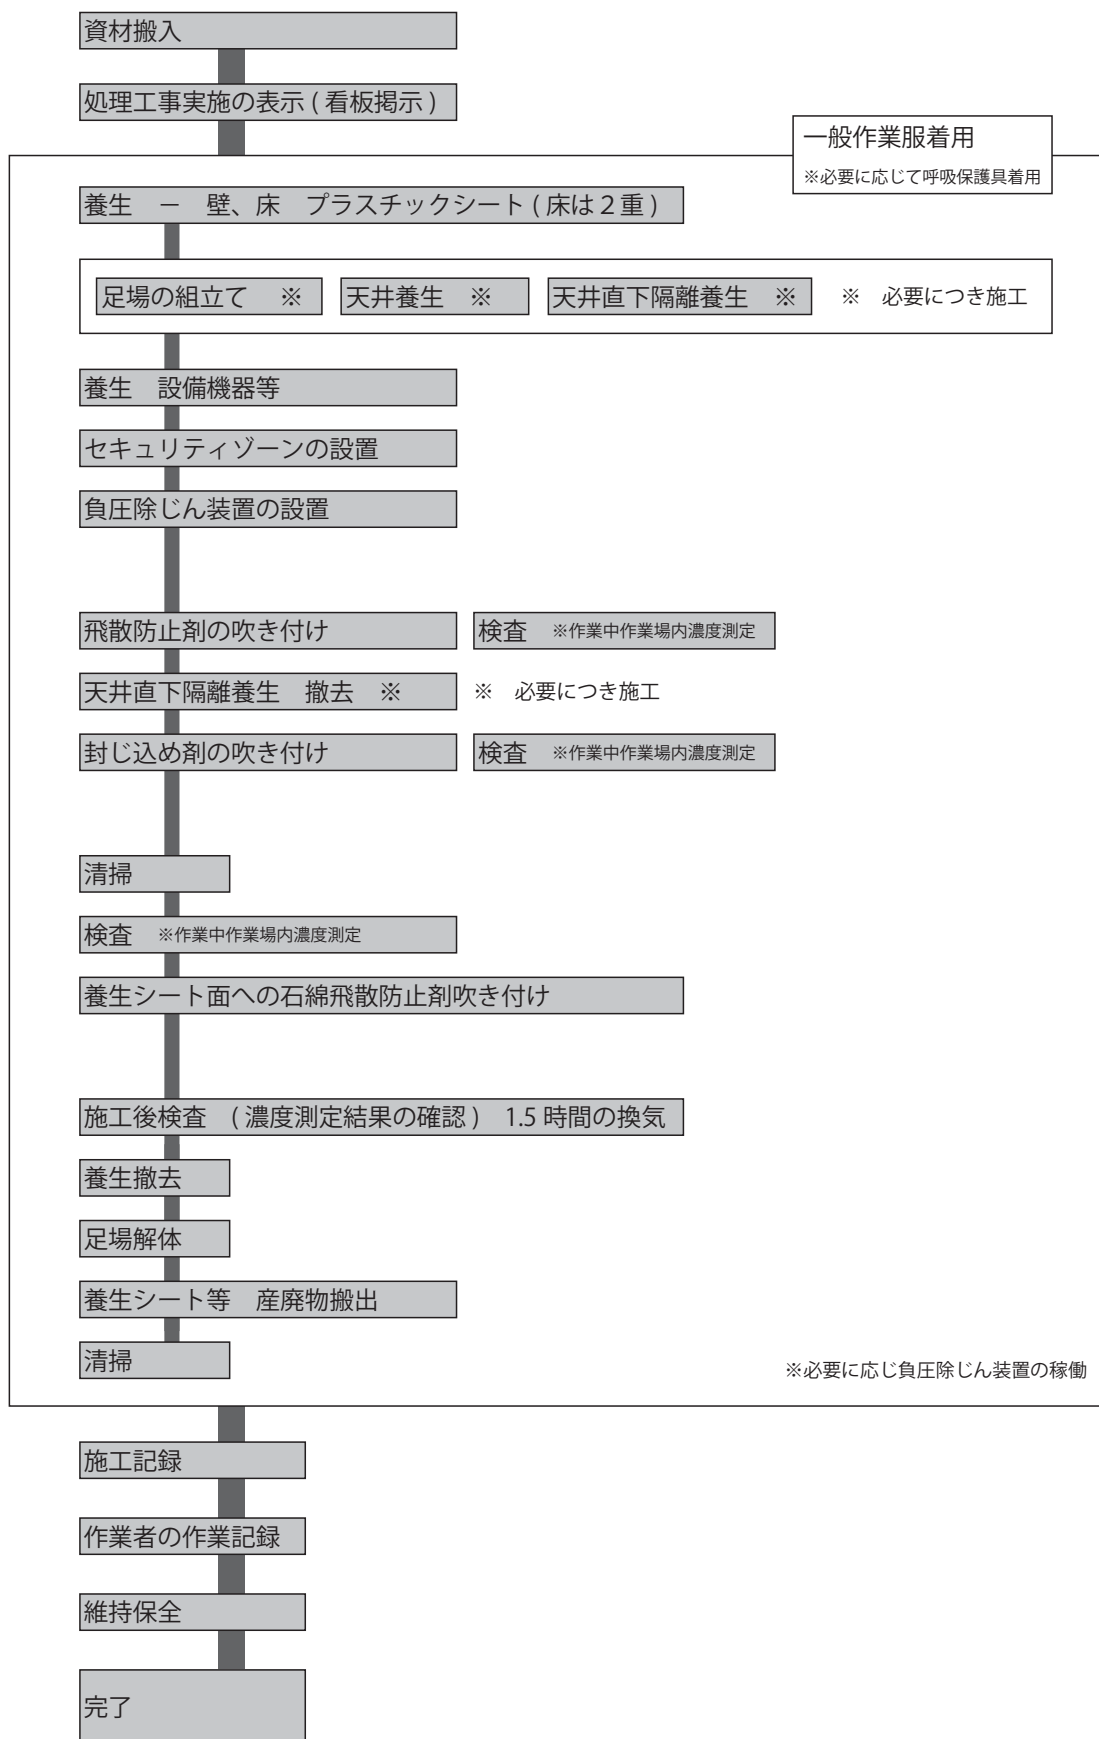 資材搬入
処理工事実施の表示 ( 看板掲示 )
一般作業服着用
※必要に応じて呼吸保護具着用
養生　－　壁、床　プラスチックシート ( 床は 2 重 )
足場の組立て　※　天井養生　※　天井直下隔離養生　※　※　必要につき施工
養生　設備機器等
セキュリティゾーンの設置
負圧除じん装置の設置
飛散防止剤の吹き付け　検査　※作業中作業場内濃度測定
天井直下隔離養生　撤去　※　※　必要につき施工
封じ込め剤の吹き付け　検査　※作業中作業場内濃度測定
清掃
検査　※作業中作業場内濃度測定
養生シート面への石綿飛散防止剤吹き付け
施工後検査　( 濃度測定結果の確認 )　1.5 時間の換気
養生撤去
足場解体
養生シート等　産廃物搬出
清掃
※必要に応じ負圧除じん装置の稼働
施工記録
作業者の作業記録
維持保全
完了